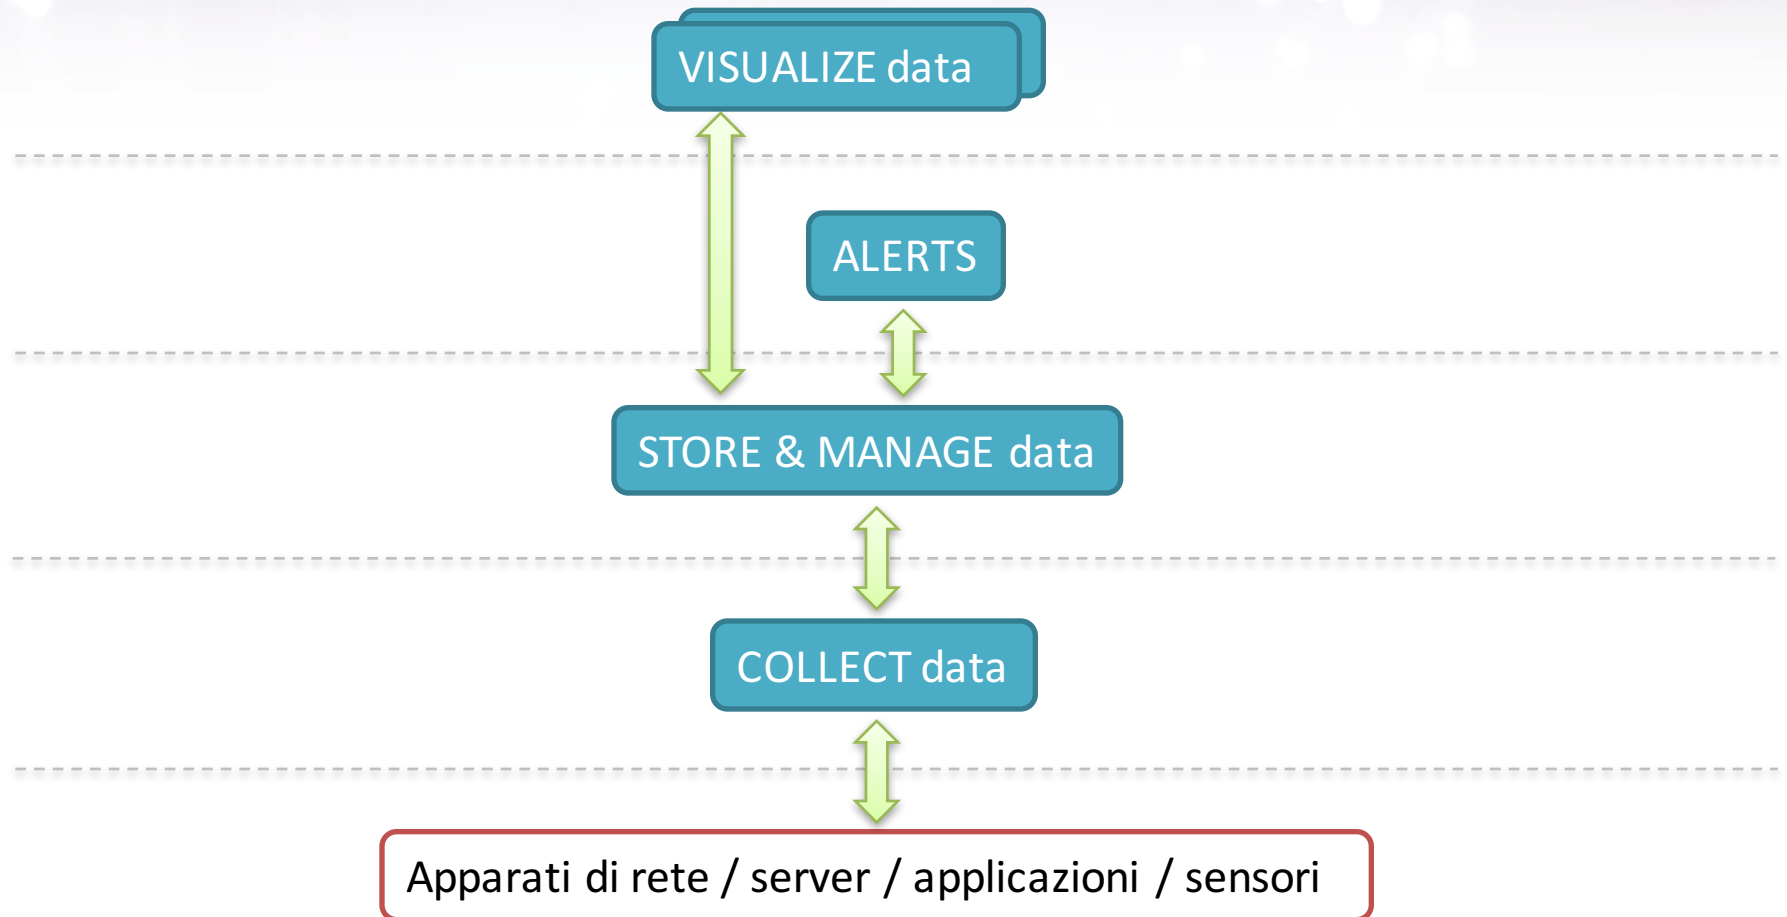 VISUALIZE data
ALERTS
STORE & MANAGE data
COLLECT data
Apparati di rete / server / applicazioni / sensori